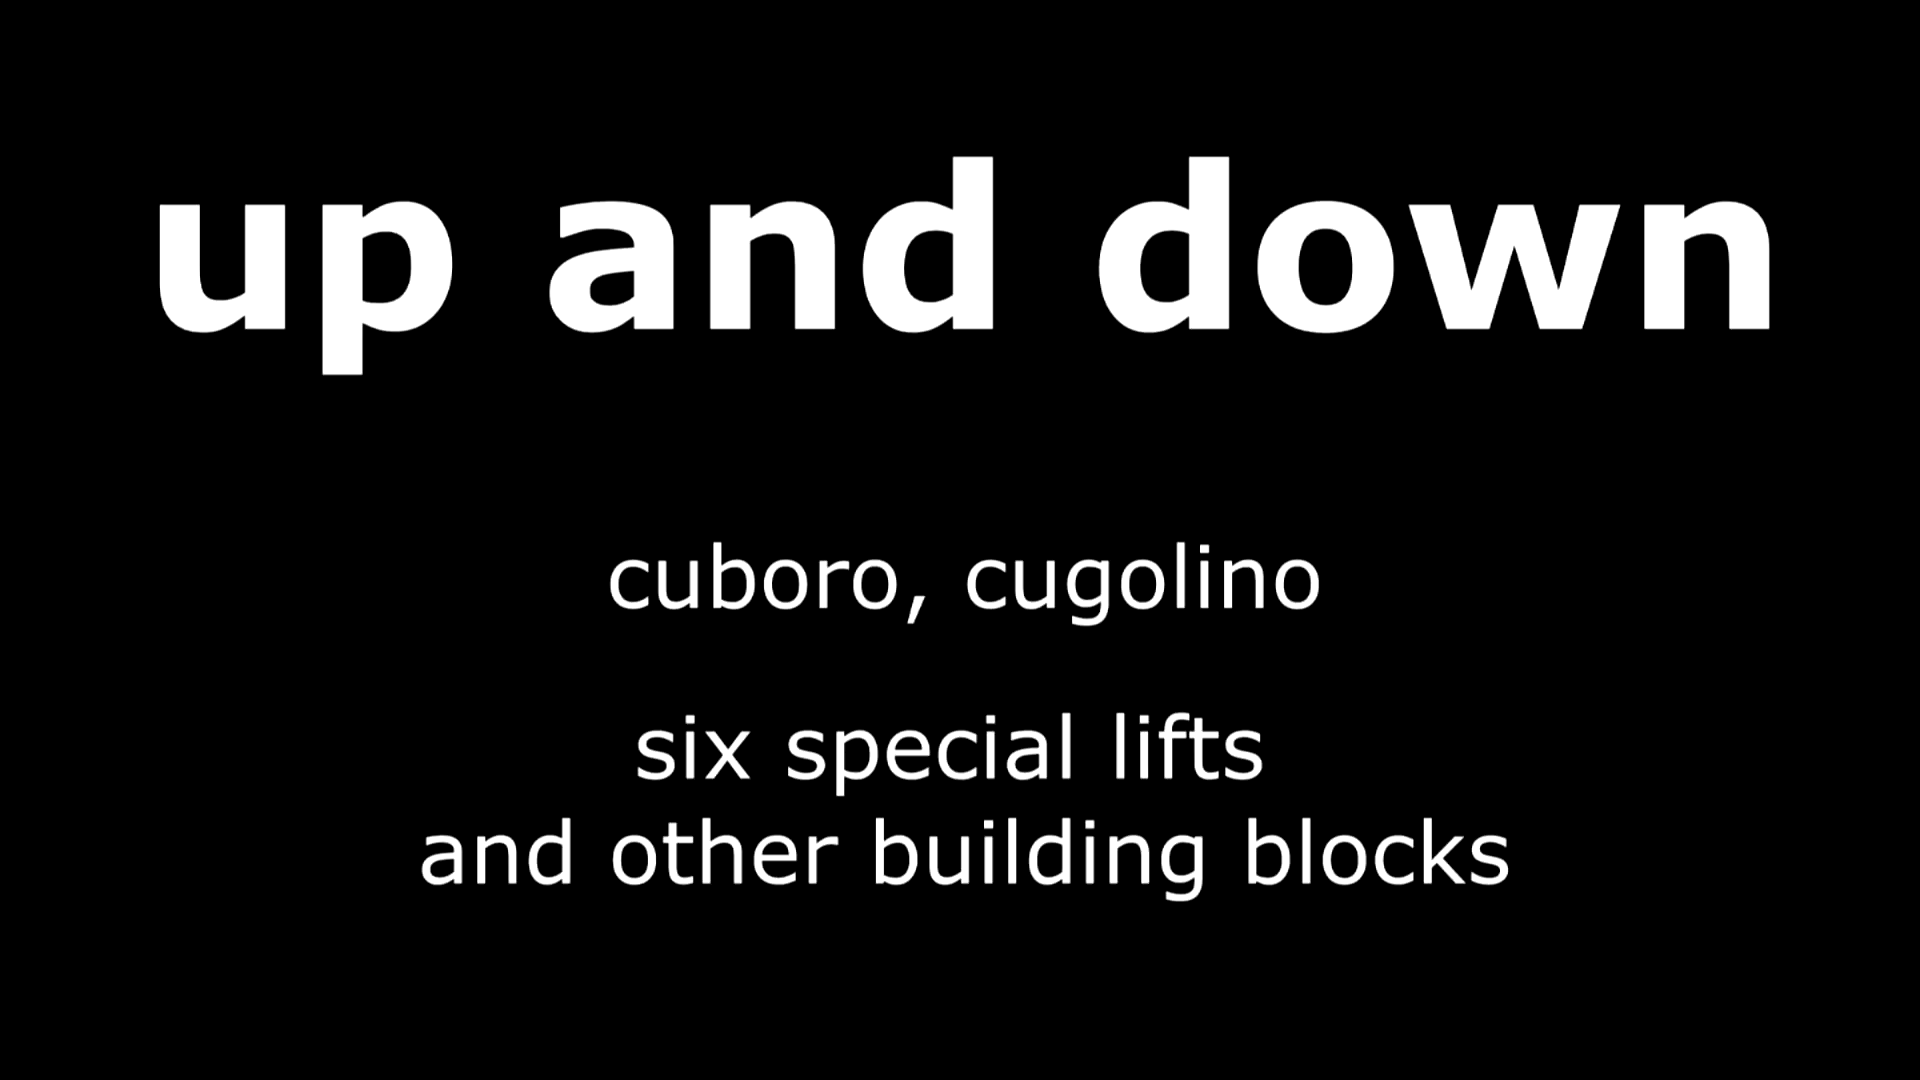 up and down
cuboro, cugolino
six special lifts
and other building blocks